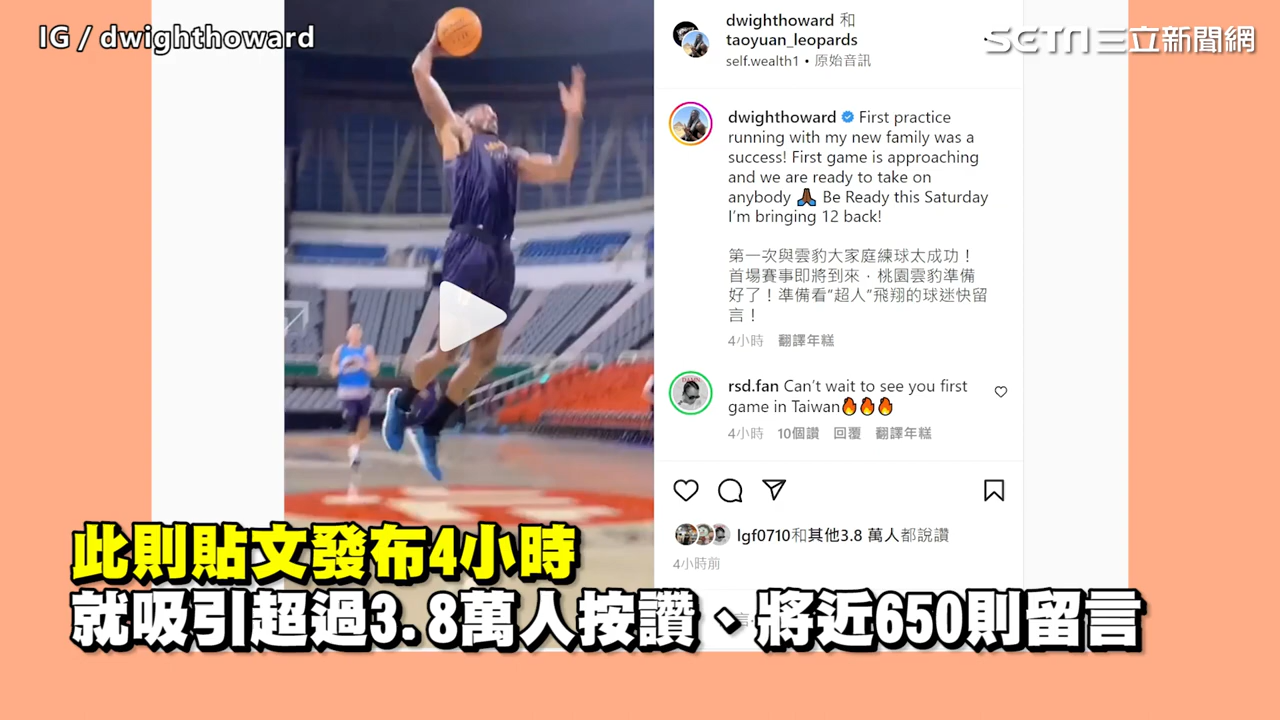 IG / dwighthoward
SETN三立新聞網
dwighthoward 和
taoyuan_leopards
self.wealth1 • 原始音訊
dwighthoward First practice
running with my new family was a
success! First game is approaching
and we are ready to take on
anybody 🙏🏿 Be Ready this Saturday
I'm bringing 12 back!
第一次與雲豹大家庭練球太成功！
首場賽事即將到來，桃園雲豹準備
好了！準備看“超人”飛翔的球迷快留
言！
4小時 翻譯年糕
rsd.fan Can't wait to see you first
game in Taiwan🔥🔥🔥
4小時 10個讚 回覆 翻譯年糕
lgf0710和其他3.8 萬人都說讚
4小時前
此則貼文發布4小時
就吸引超過3.8萬人按讚、將近650則留言